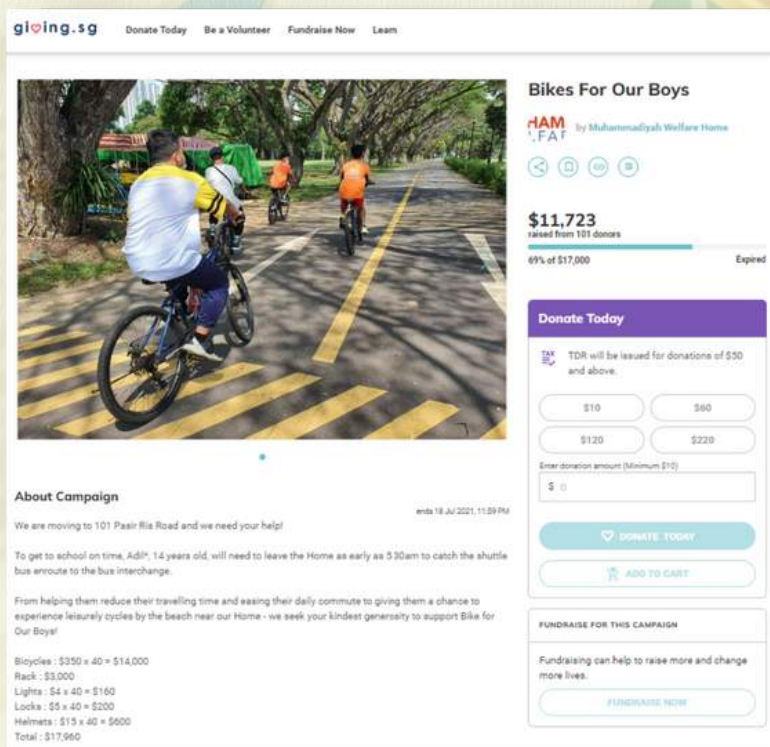 giving.sg
Donate Today Be a Volunteer Fundraise Now Learn
Bikes For Our Boys
by Muhammadiyah Welfare Home
$11,723
raised from 101 donors
69% of $17,000 Expired
Donate Today
TAX
TDR will be issued for donations of $50
and above.
$10 $60
$120 $220
Enter donation amount (Minimum $10)
$ 0
DONATE TODAY
ADD TO CART
FUNDRAISE FOR THIS CAMPAIGN
Fundraising can help to raise more and change
more lives.
FUNDRAISE NOW
About Campaign
ends 18 Jul 2021, 11:59 PM
We are moving to 101 Pasir Ris Road and we need your help!
To get to school on time, Adil*, 14 years old, will need to leave the Home as early as 5.30am to catch the shuttle
bus enroute to the bus interchange.
From helping them reduce their travelling time and easing their daily commute to giving them a chance to
experience leisurely cycles by the beach near our Home - we seek your kindest generosity to support Bike for
Our Boys!
Bicycles : $350 x 40 = $14,000
Rack : $3,000
Lights : $4 x 40 = $160
Locks : $5 x 40 = $200
Helmets : $15 x 40 = $600
Total : $17,960